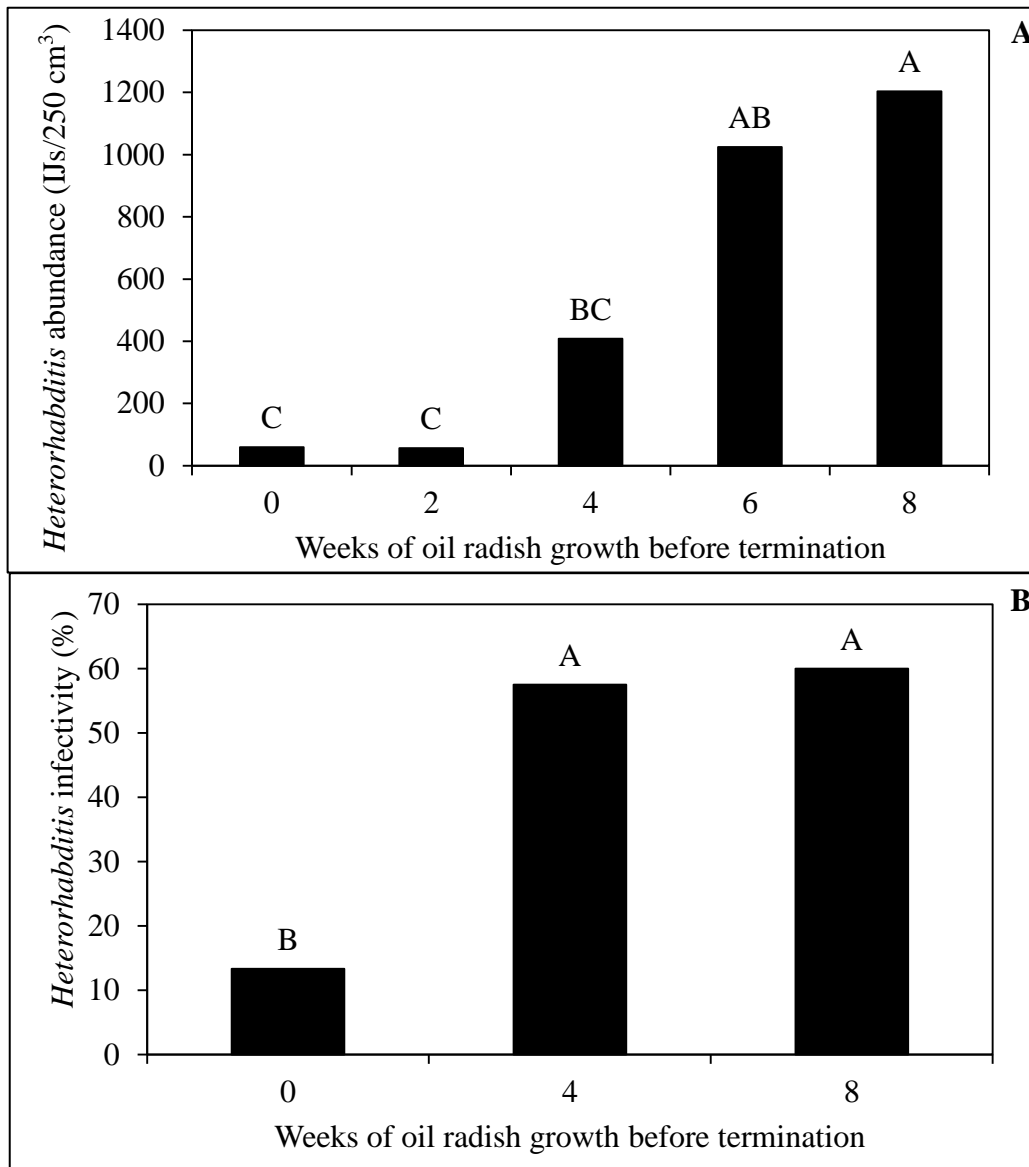 A
Heterorhabditis abundance (IJs/250 cm³)
1400
1200
1000
800
600
400
200
0
C
C
BC
AB
A
0 2 4 6 8
Weeks of oil radish growth before termination
B
Heterorhabditis infectivity (%)
70
60
50
40
30
20
10
0
B
A
A
0 4 8
Weeks of oil radish growth before termination